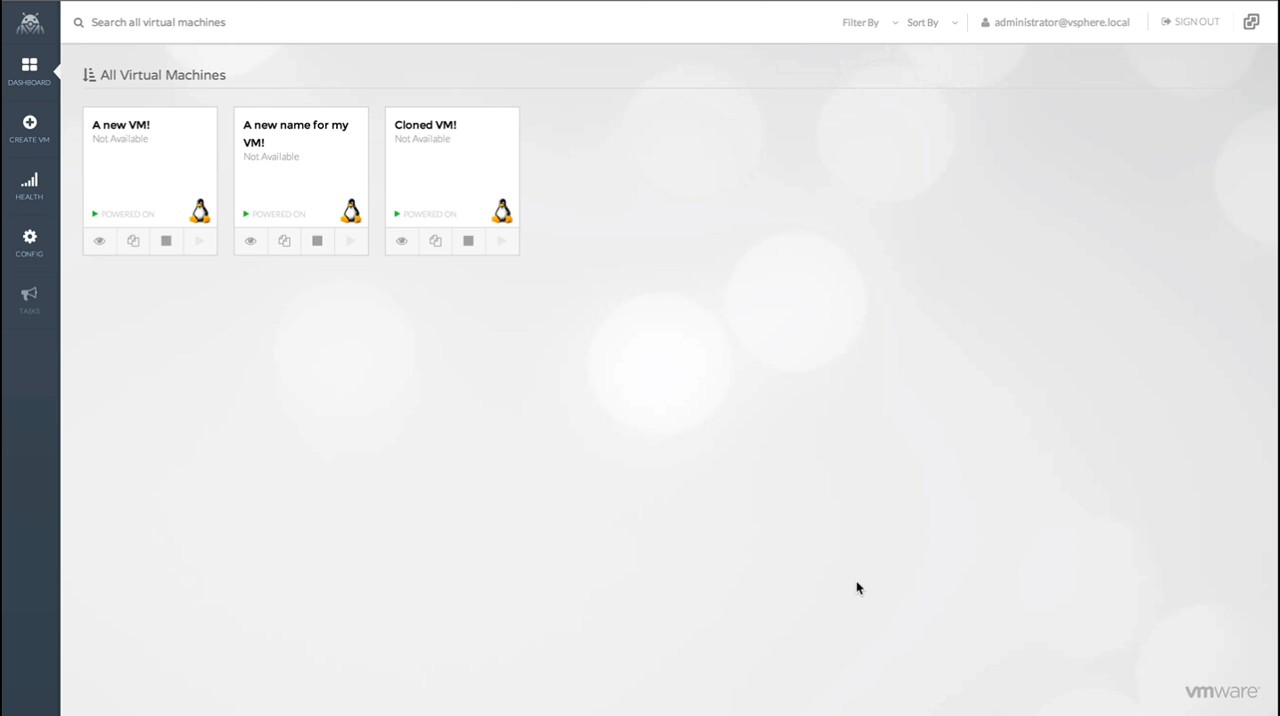 Search all virtual machines
Filter By
Sort By
administrator@vsphere.local
SIGN OUT
DASHBOARD
CREATE VM
HEALTH
CONFIG
TASKS
All Virtual Machines
A new VM!
Not Available
POWERED ON
A new name for my
VM!
Not Available
POWERED ON
Cloned VM!
Not Available
POWERED ON
vmware